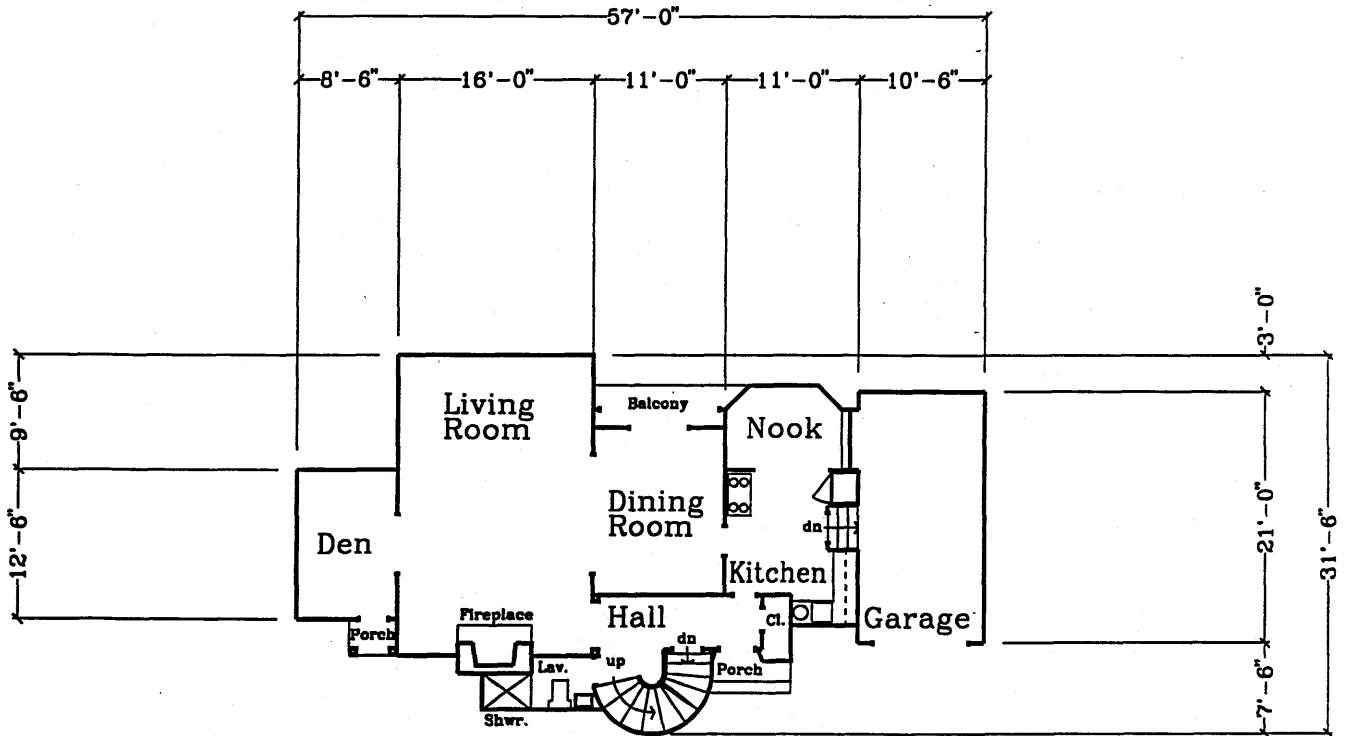 57'-0"
8'-6" 16'-0" 11'-0" 11'-0" 10'-6"
3'-0"
9'-6"
12'-6"
21'-0"
31'-6"
7'-6"
Living
Room
Balcony
Nook
Dining
Room
dn
Den
Kitchen
Fireplace
Hall
Cl.
Garage
Porch
dn
Lav.
up
Porch
Shwr.